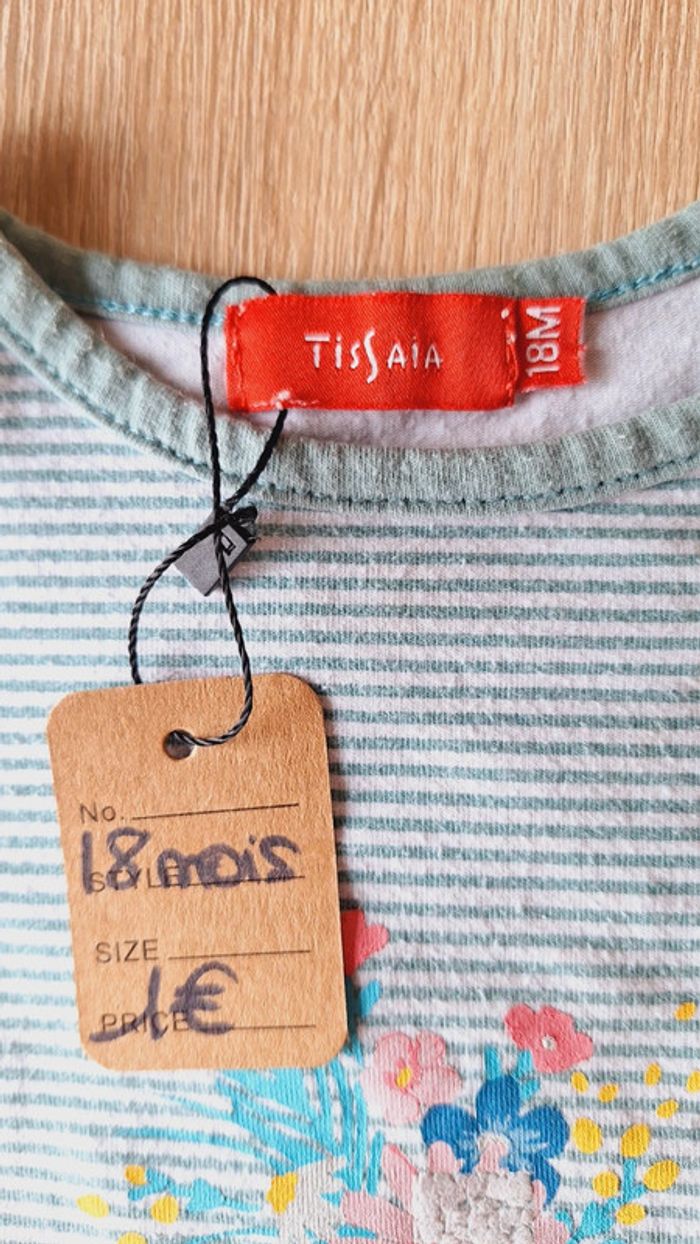 TISSAIA
18M
No.
18 mois
STYLE
SIZE
1€
PRICE